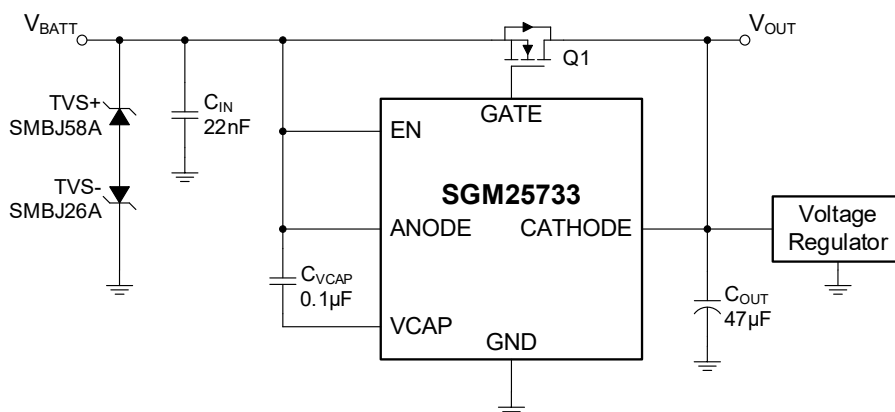 VBATT
VOUT
Q1
TVS+
SMBJ58A
CIN
22nF
TVS-
SMBJ26A
GATE
EN
SGM25733
ANODE
CATHODE
Voltage
Regulator
CVCAP
0.1μF
VCAP
GND
COUT
47μF